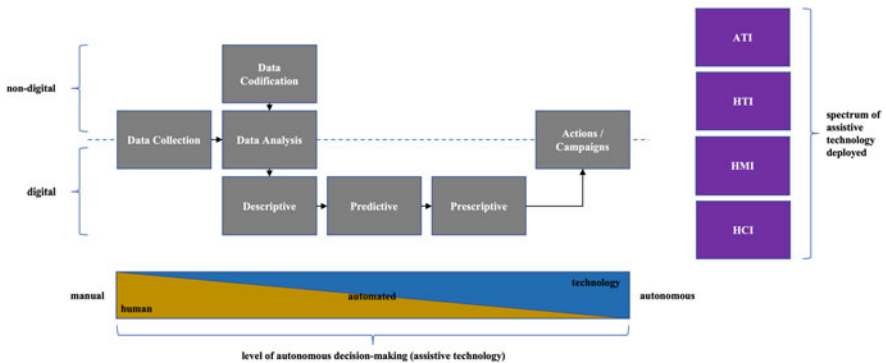 non-digital
digital
Data
Codification
Data Collection
Data Analysis
Actions /
Campaigns
Descriptive
Predictive
Prescriptive
ATI
HTI
HMI
HCI
spectrum of
assistive
technology
deployed
manual
human
automated
technology
autonomous
level of autonomous decision-making (assistive technology)